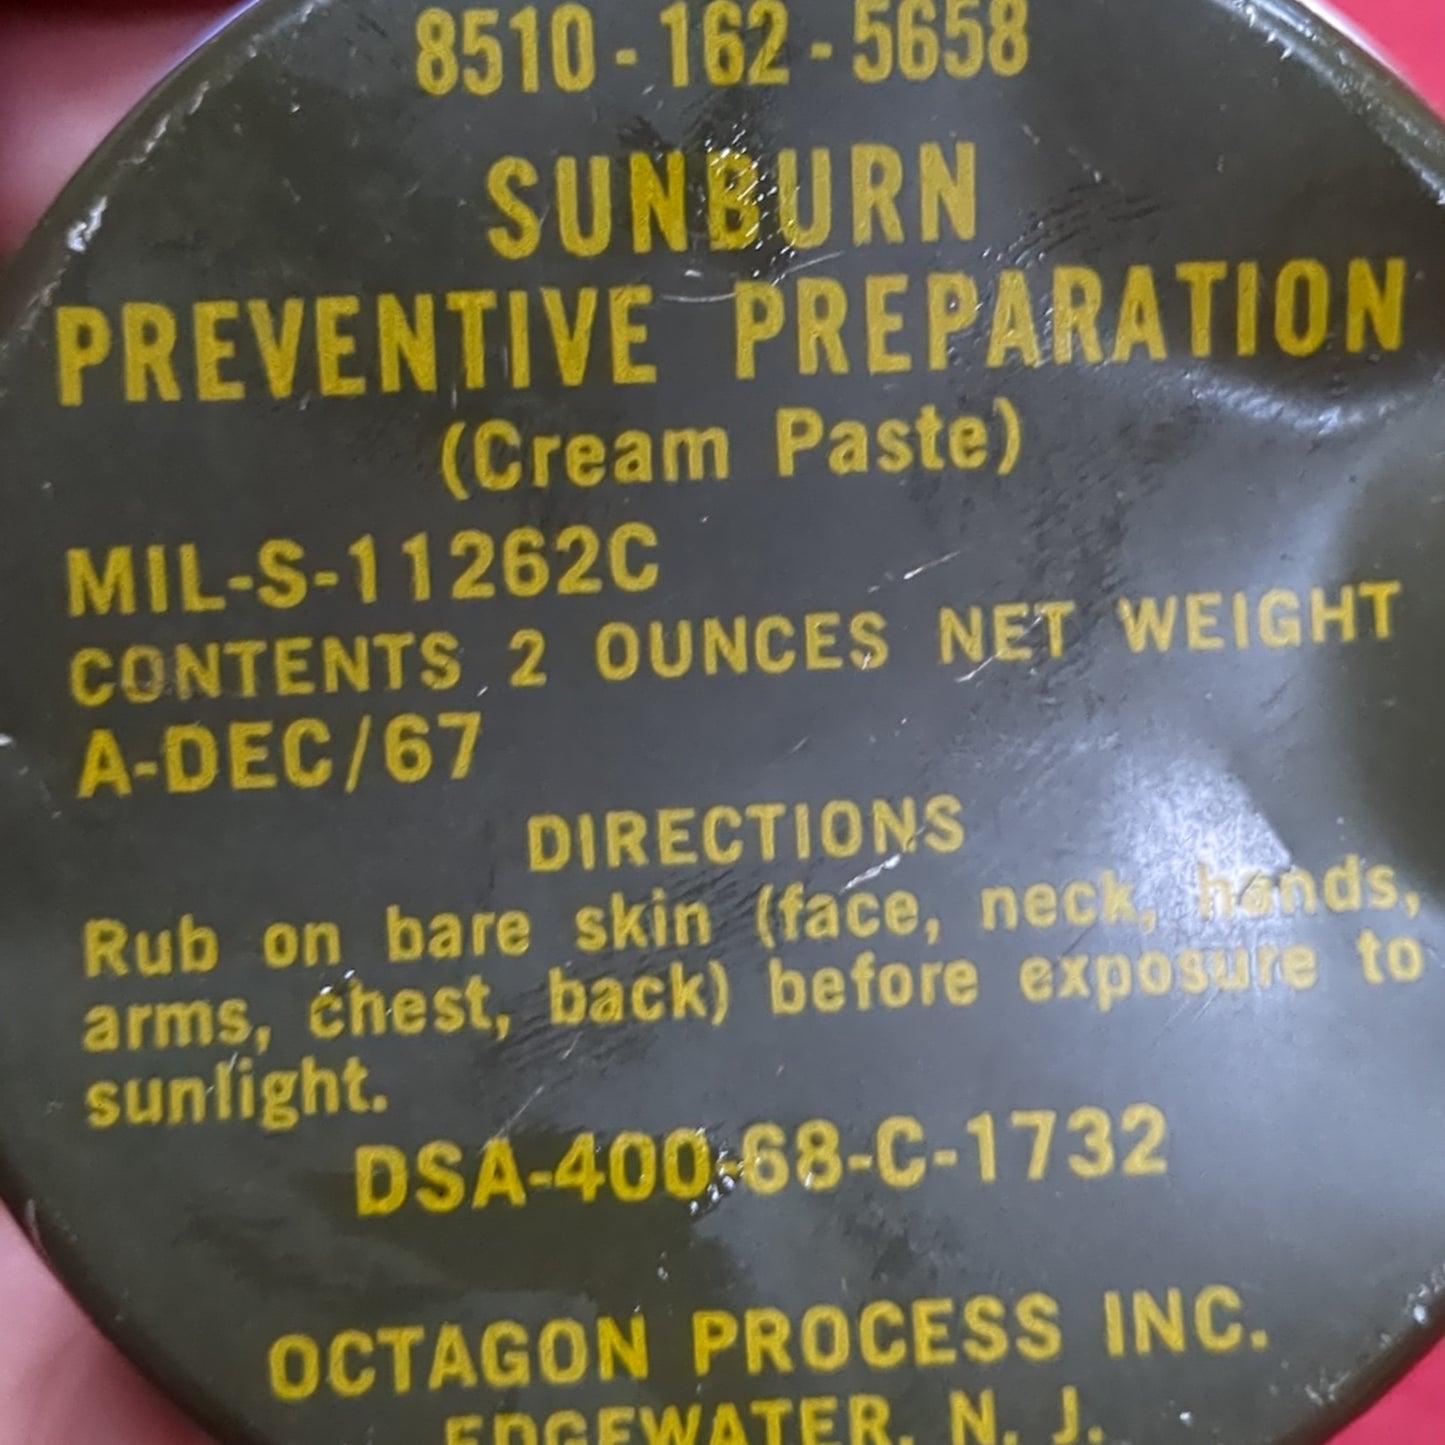 8510-162-5658
SUNBURN
PREVENTIVE PREPARATION
(Cream Paste)
MIL-S-11262C
CONTENTS 2 OUNCES NET WEIGHT
A-DEC/67
DIRECTIONS
Rub on bare skin (face, neck, hands,
arms, chest, back) before exposure to
sunlight.
DSA-400-68-C-1732
OCTAGON PROCESS INC.
EDGEWATER, N. J.